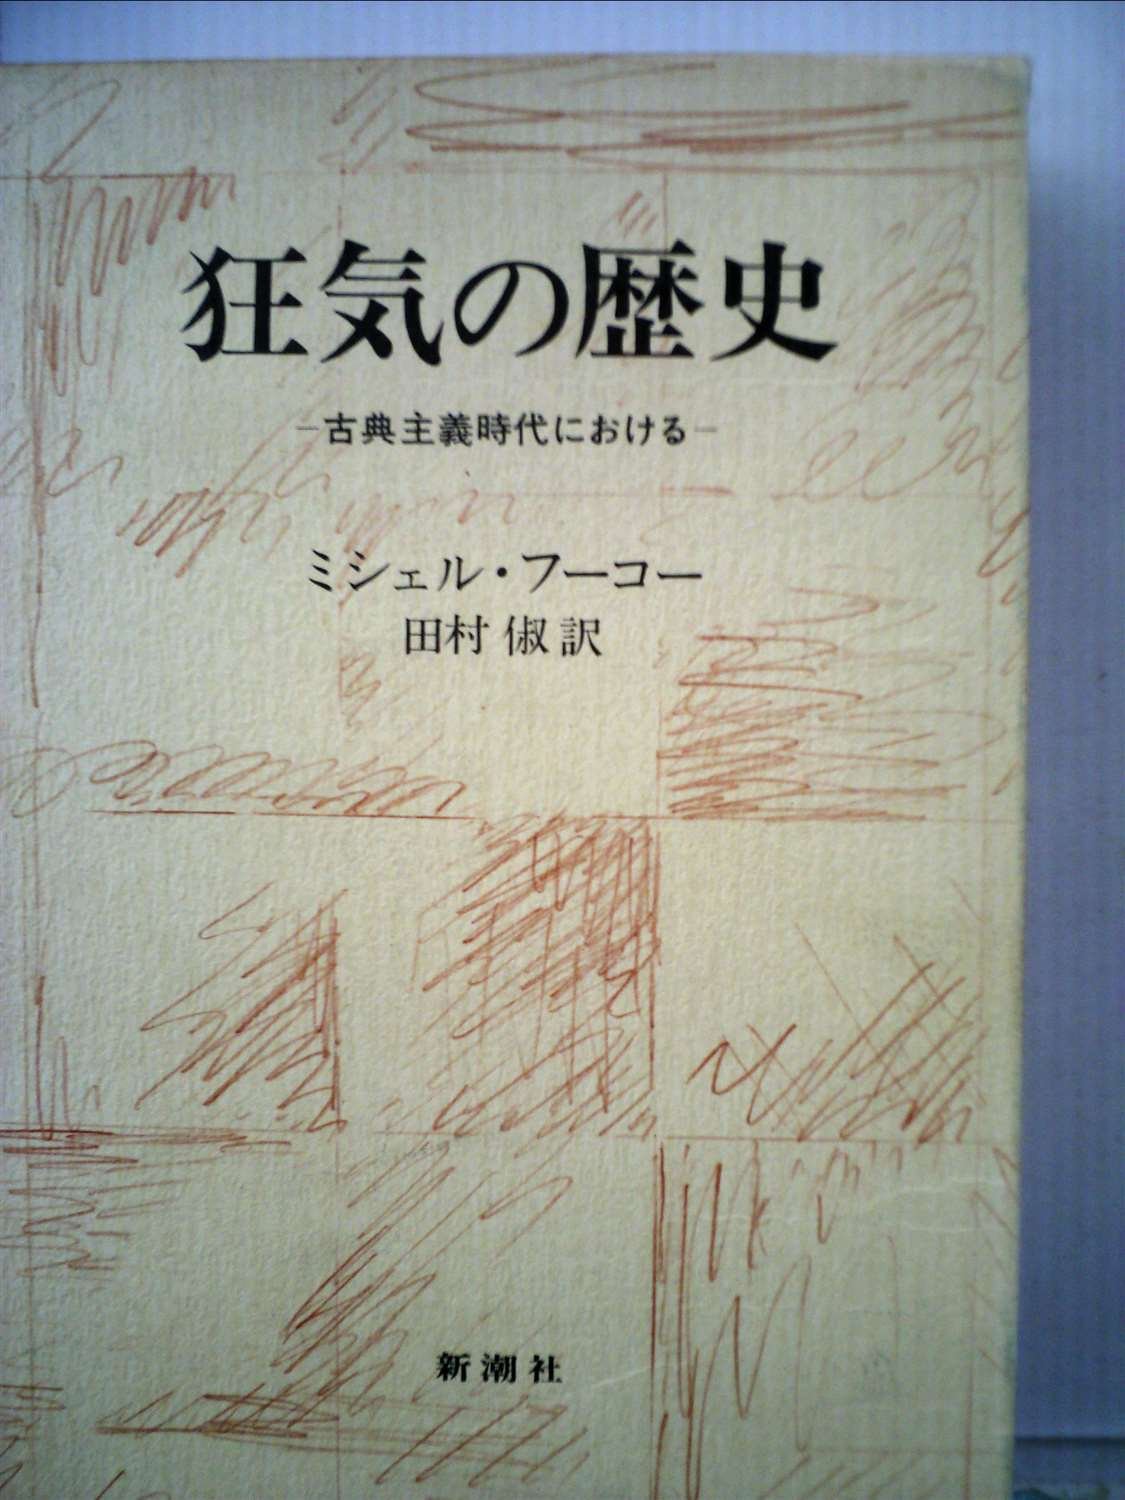 狂気の歴史
―古典主義時代における―
ミシェル・フーコー
田村 俶 訳
新潮社